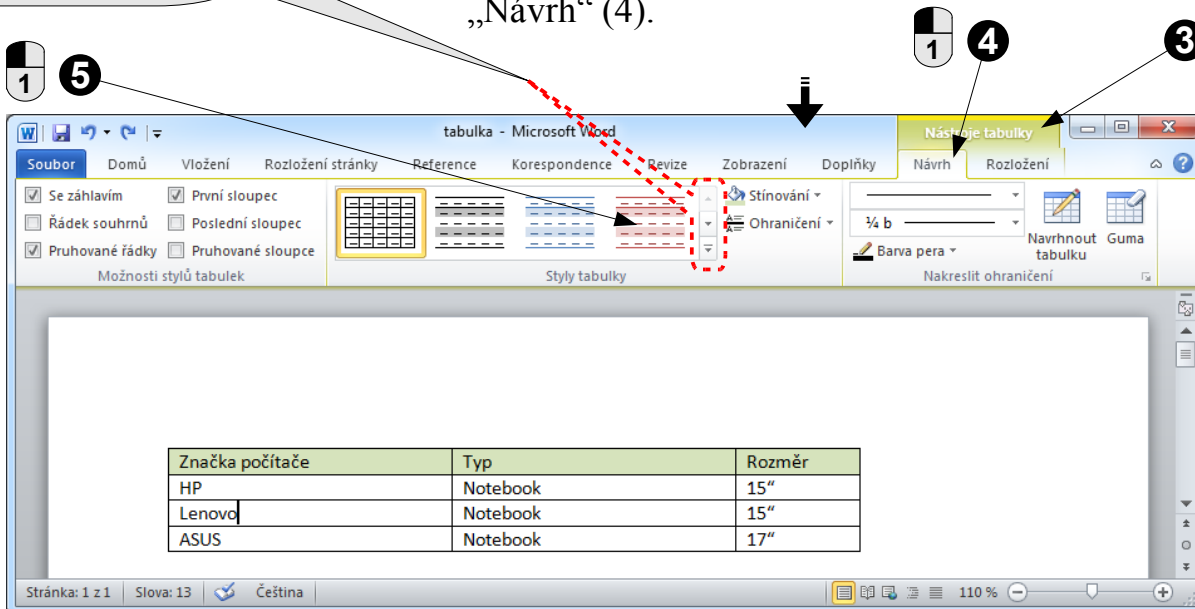 „Návrh“ (4).
1 5
1 4 3
tabulka - Microsoft Word Nástroje tabulky
Soubor Domů Vložení Rozložení stránky Reference Korespondence Revize Zobrazení Doplňky Návrh Rozložení
Se záhlavím První sloupec Stínování
Řádek souhrnů Poslední sloupec Ohraničení ¼ b
Pruhované řádky Pruhované sloupce Barva pera Navrhnout tabulku Guma
Možnosti stylů tabulek Styly tabulky Nakreslit ohraničení
Značka počítače Typ Rozměr
HP Notebook 15“
Lenovo Notebook 15“
ASUS Notebook 17“
Stránka: 1 z 1 Slova: 13 Čeština 110 %